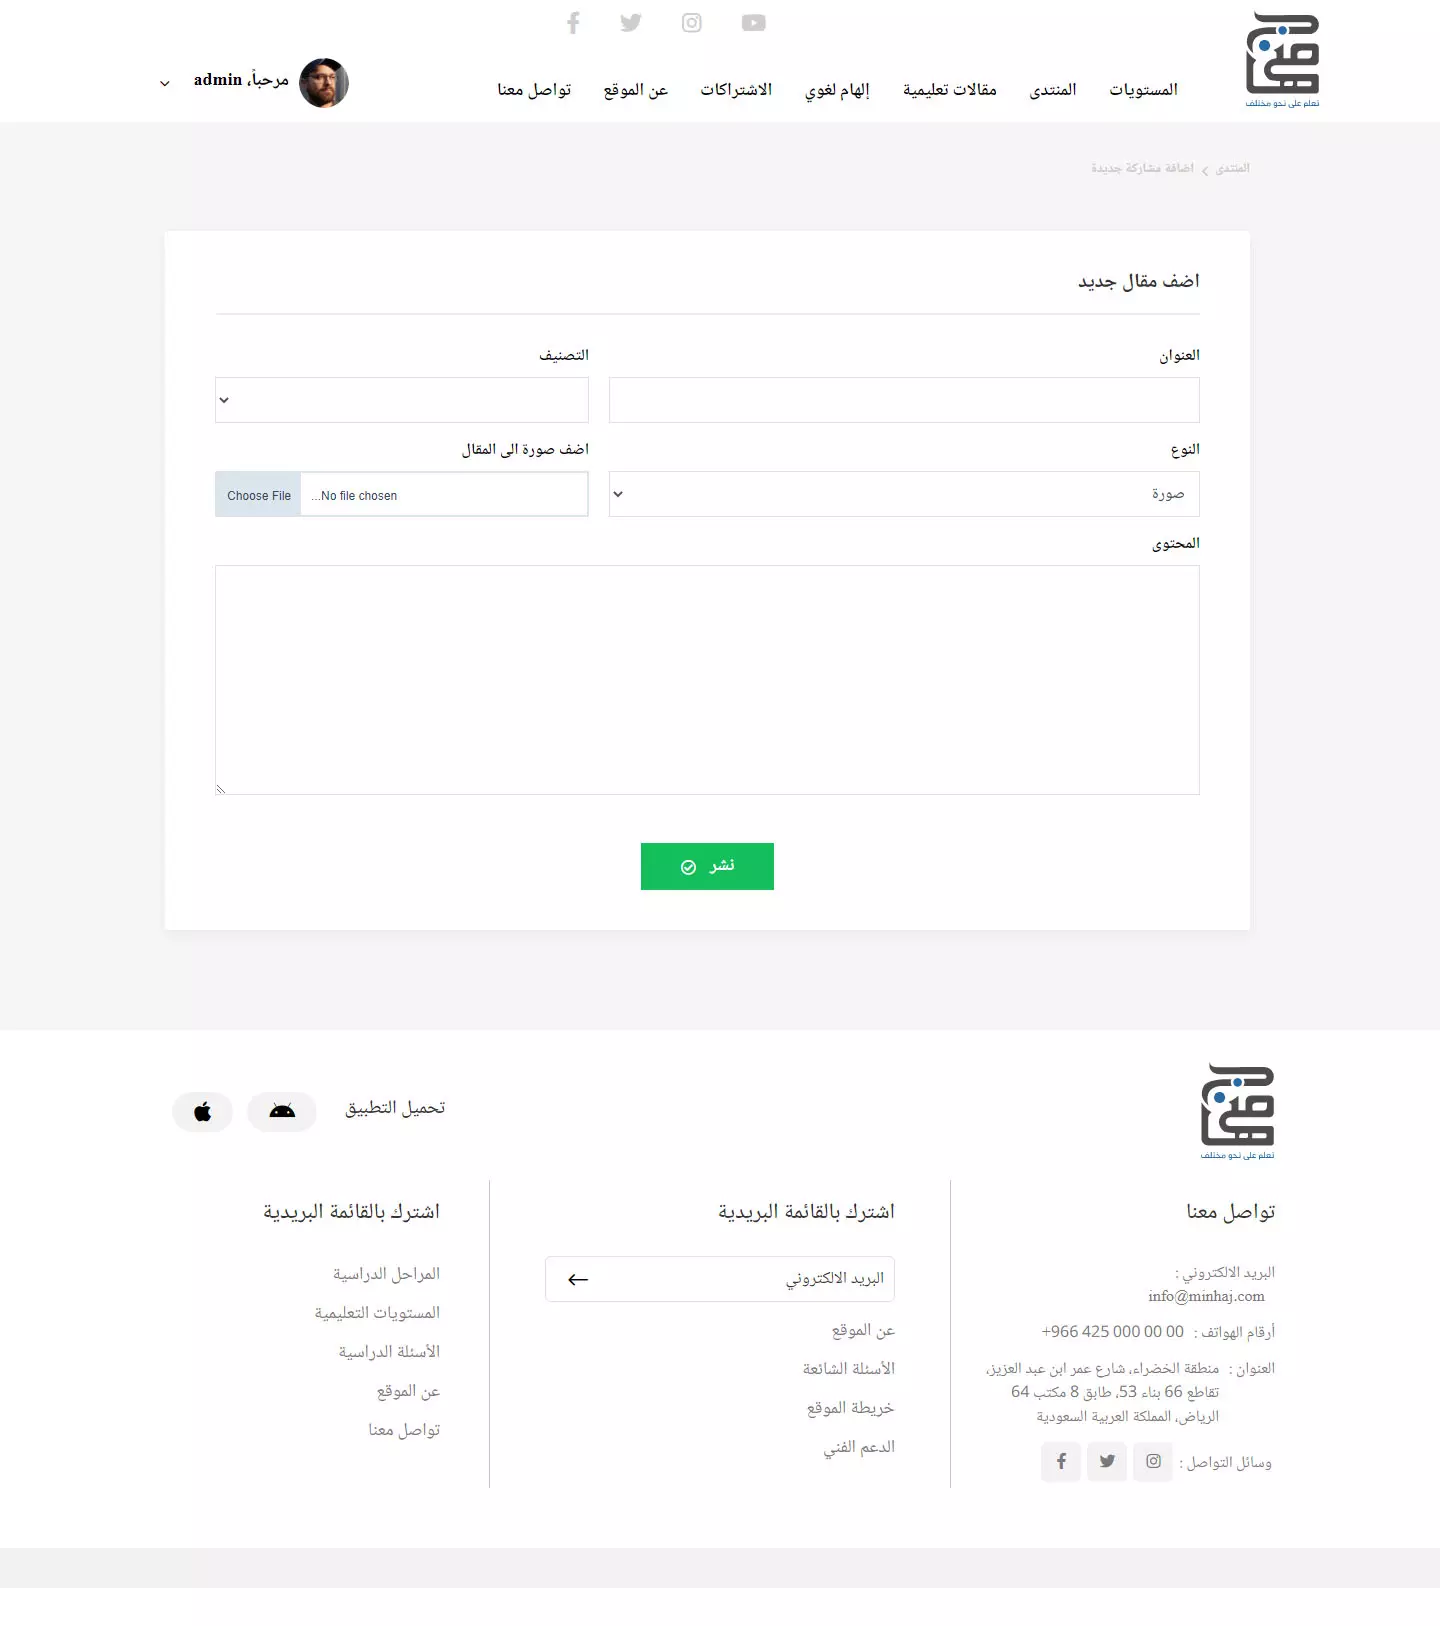 تعلم على نحو مختلف
المستويات
المنتدى
مقالات تعليمية
إلهام لغوي
الاشتراكات
عن الموقع
تواصل معنا
مرحباً، admin
المنتدى
اضافة مشاركة جديدة
اضف مقال جديد
العنوان
التصنيف
النوع
اضف صورة الى المقال
صورة
Choose File
No file chosen...
المحتوى
نشر
تعلم على نحو مختلف
تحميل التطبيق
تواصل معنا
البريد الالكتروني :
info@minhaj.com
أرقام الهواتف : +966 425 000 00 00
العنوان : منطقة الخضراء، شارع عمر ابن عبد العزيز،
تقاطع 66 بناء 53، طابق 8 مكتب 64
الرياض، المملكة العربية السعودية
وسائل التواصل :
اشترك بالقائمة البريدية
البريد الالكتروني
عن الموقع
الأسئلة الشائعة
خريطة الموقع
الدعم الفني
اشترك بالقائمة البريدية
المراحل الدراسية
المستويات التعليمية
الأسئلة الدراسية
عن الموقع
تواصل معنا